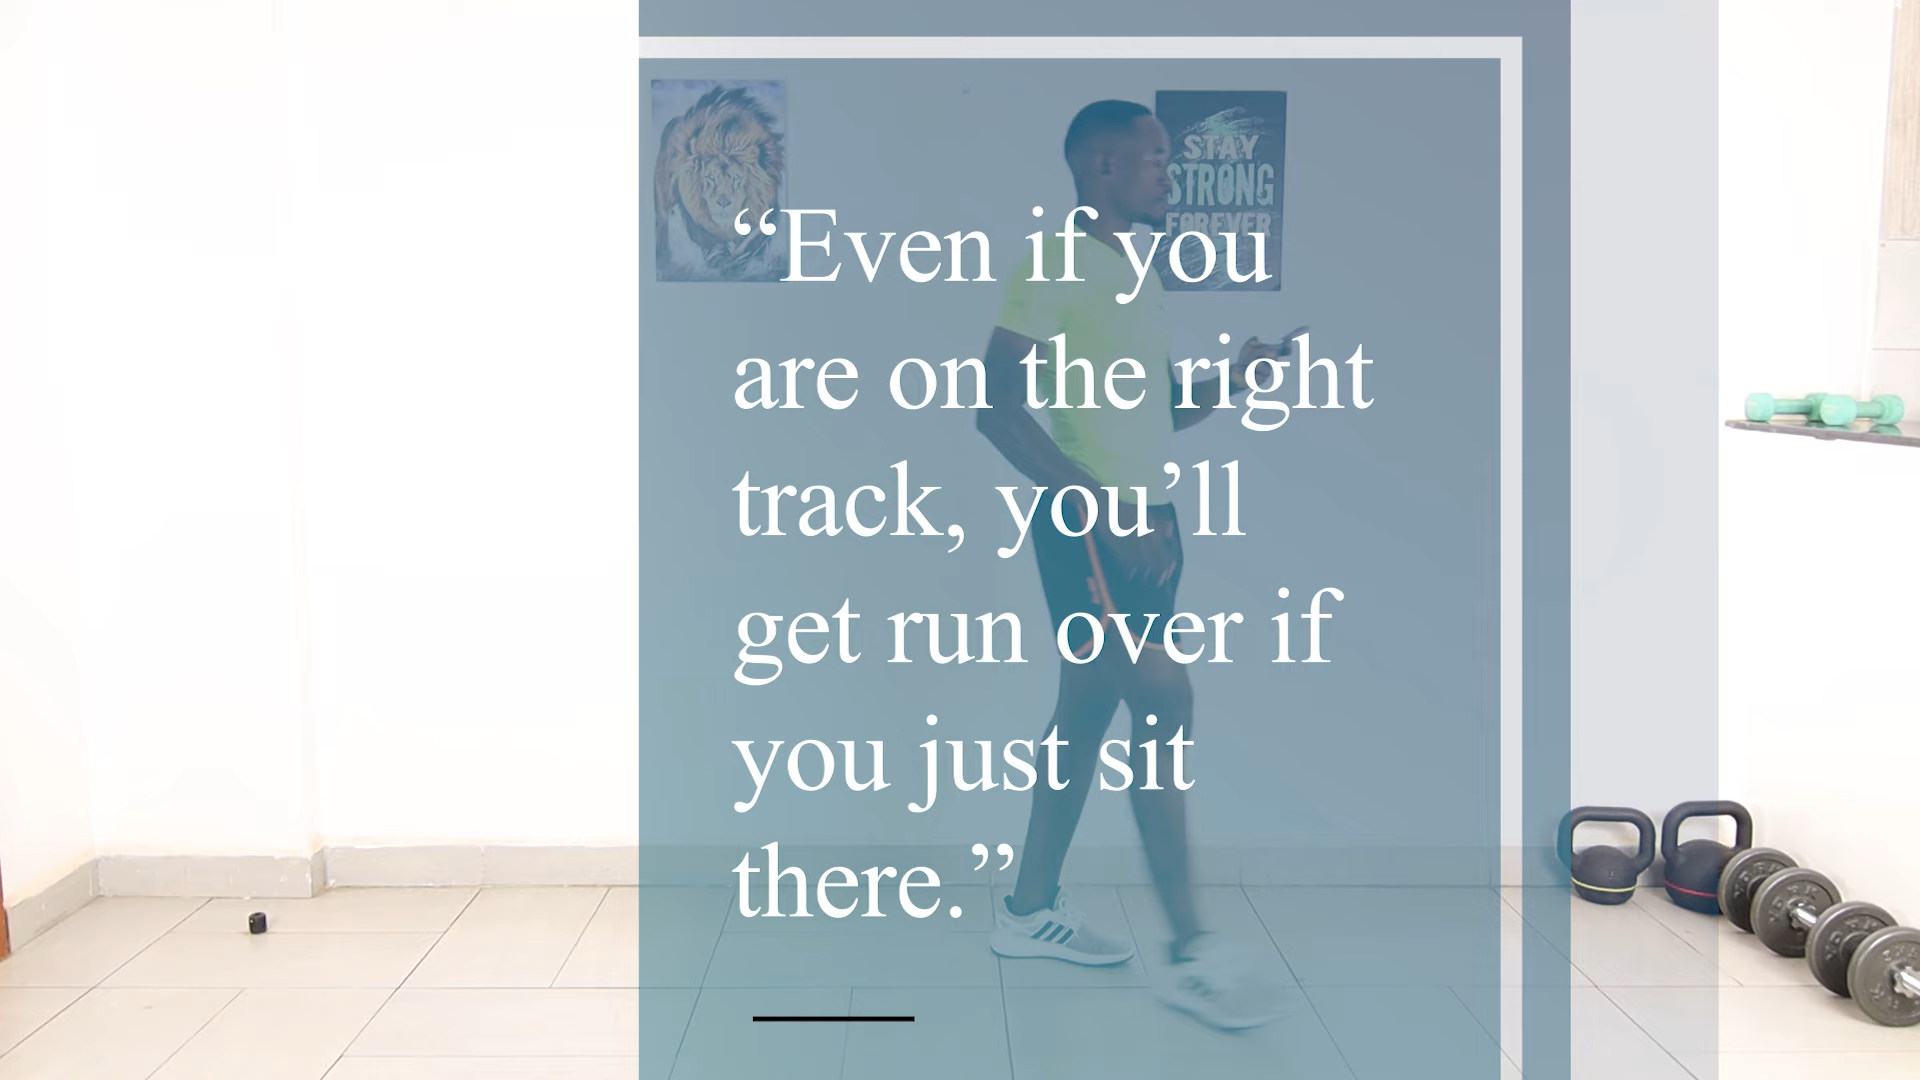 STAY
STRONG
FOREVER
“Even if you
are on the right
track, you’ll
get run over if
you just sit
there.”